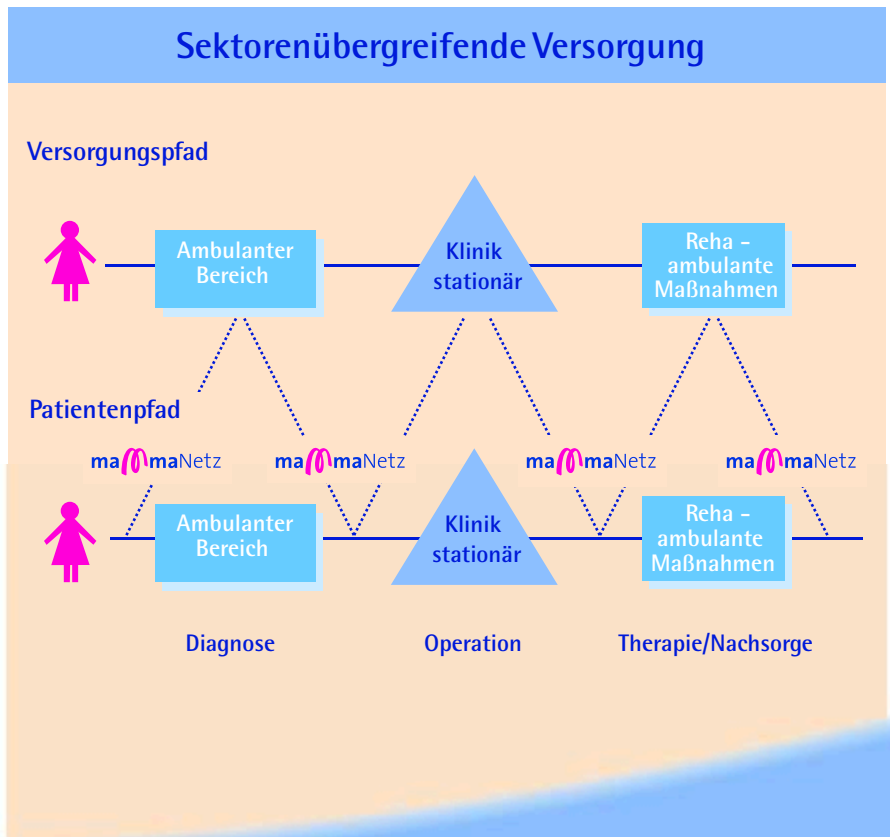 Sektorenübergreifende Versorgung
Versorgungspfad
Ambulanter
Bereich
Klinik
stationär
Reha -
ambulante
Maßnahmen
Patientenpfad
mammaNetz
mammaNetz
mammaNetz
mammaNetz
Ambulanter
Bereich
Klinik
stationär
Reha -
ambulante
Maßnahmen
Diagnose
Operation
Therapie/Nachsorge